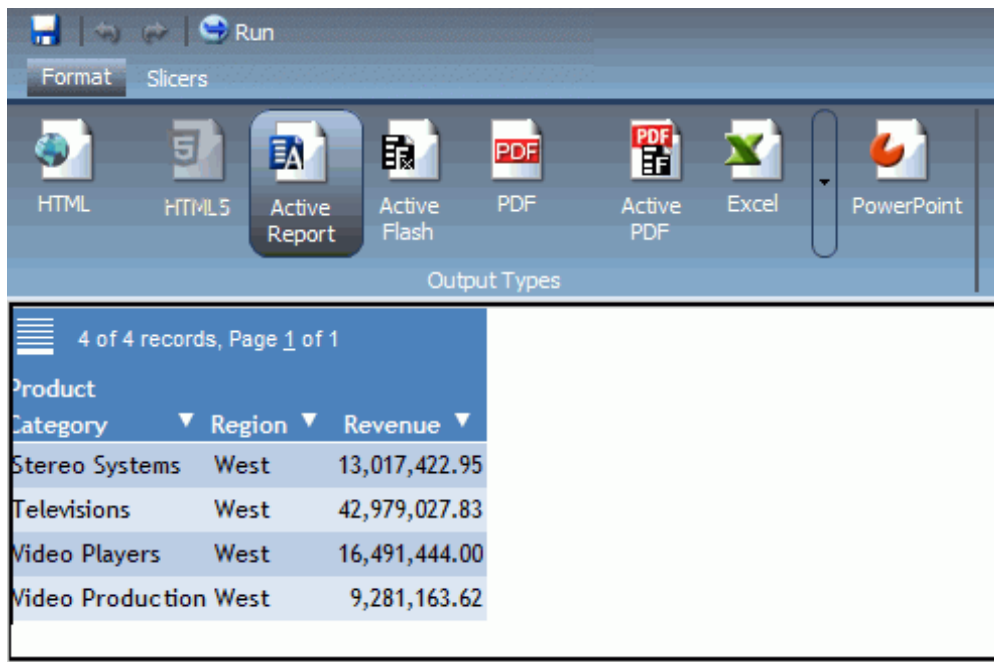 Run
Format Slicers
HTML HTML5 Active Report Active Flash PDF Active PDF Excel PowerPoint
Output Types
4 of 4 records, Page 1 of 1
Product
Category Region Revenue
Stereo Systems West 13,017,422.95
Televisions West 42,979,027.83
Video Players West 16,491,444.00
Video Production West 9,281,163.62